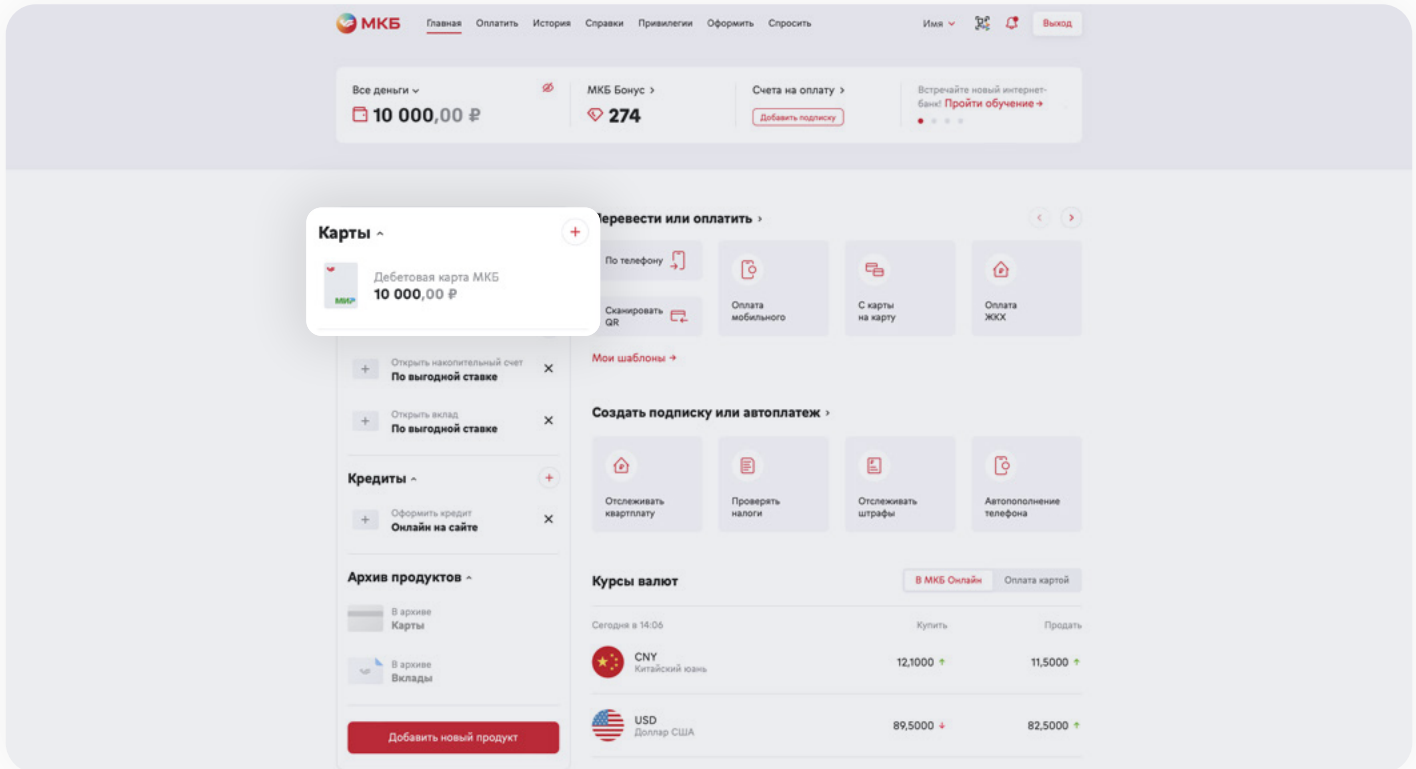 МКБ
Главная Оплатить История Справки Привилегии Оформить Спросить
Имя
Выход
Все деньги
10 000,00 ₽
МКБ Бонус
274
Счета на оплату
Добавить подписку
Встречайте новый интернет-
банк! Пройти обучение
Карты
Дебетовая карта МКБ
10 000,00 ₽
МИР
Открыть накопительный счет
По выгодной ставке
Открыть вклад
По выгодной ставке
Кредиты
Оформить кредит
Онлайн на сайте
Архив продуктов
В архиве
Карты
В архиве
Вклады
Добавить новый продукт
еревести или оплатить
По телефону
Сканировать
QR
Оплата
мобильного
С карты
на карту
Оплата
ЖКХ
Мои шаблоны
Создать подписку или автоплатеж
Отслеживать
квартплату
Проверять
налоги
Отслеживать
штрафы
Автопополнение
телефона
Курсы валют
В МКБ Онлайн Оплата картой
Сегодня в 14:06 Купить Продать
CNY
Китайский юань
12,1000 11,5000
USD
Доллар США
89,5000 82,5000